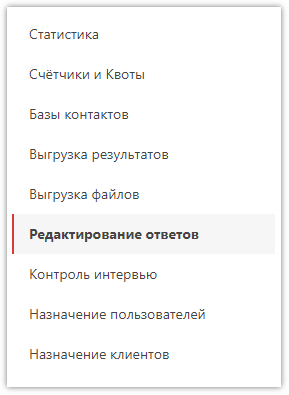 Статистика
Счётчики и Квоты
Базы контактов
Выгрузка результатов
Выгрузка файлов
Редактирование ответов
Контроль интервью
Назначение пользователей
Назначение клиентов